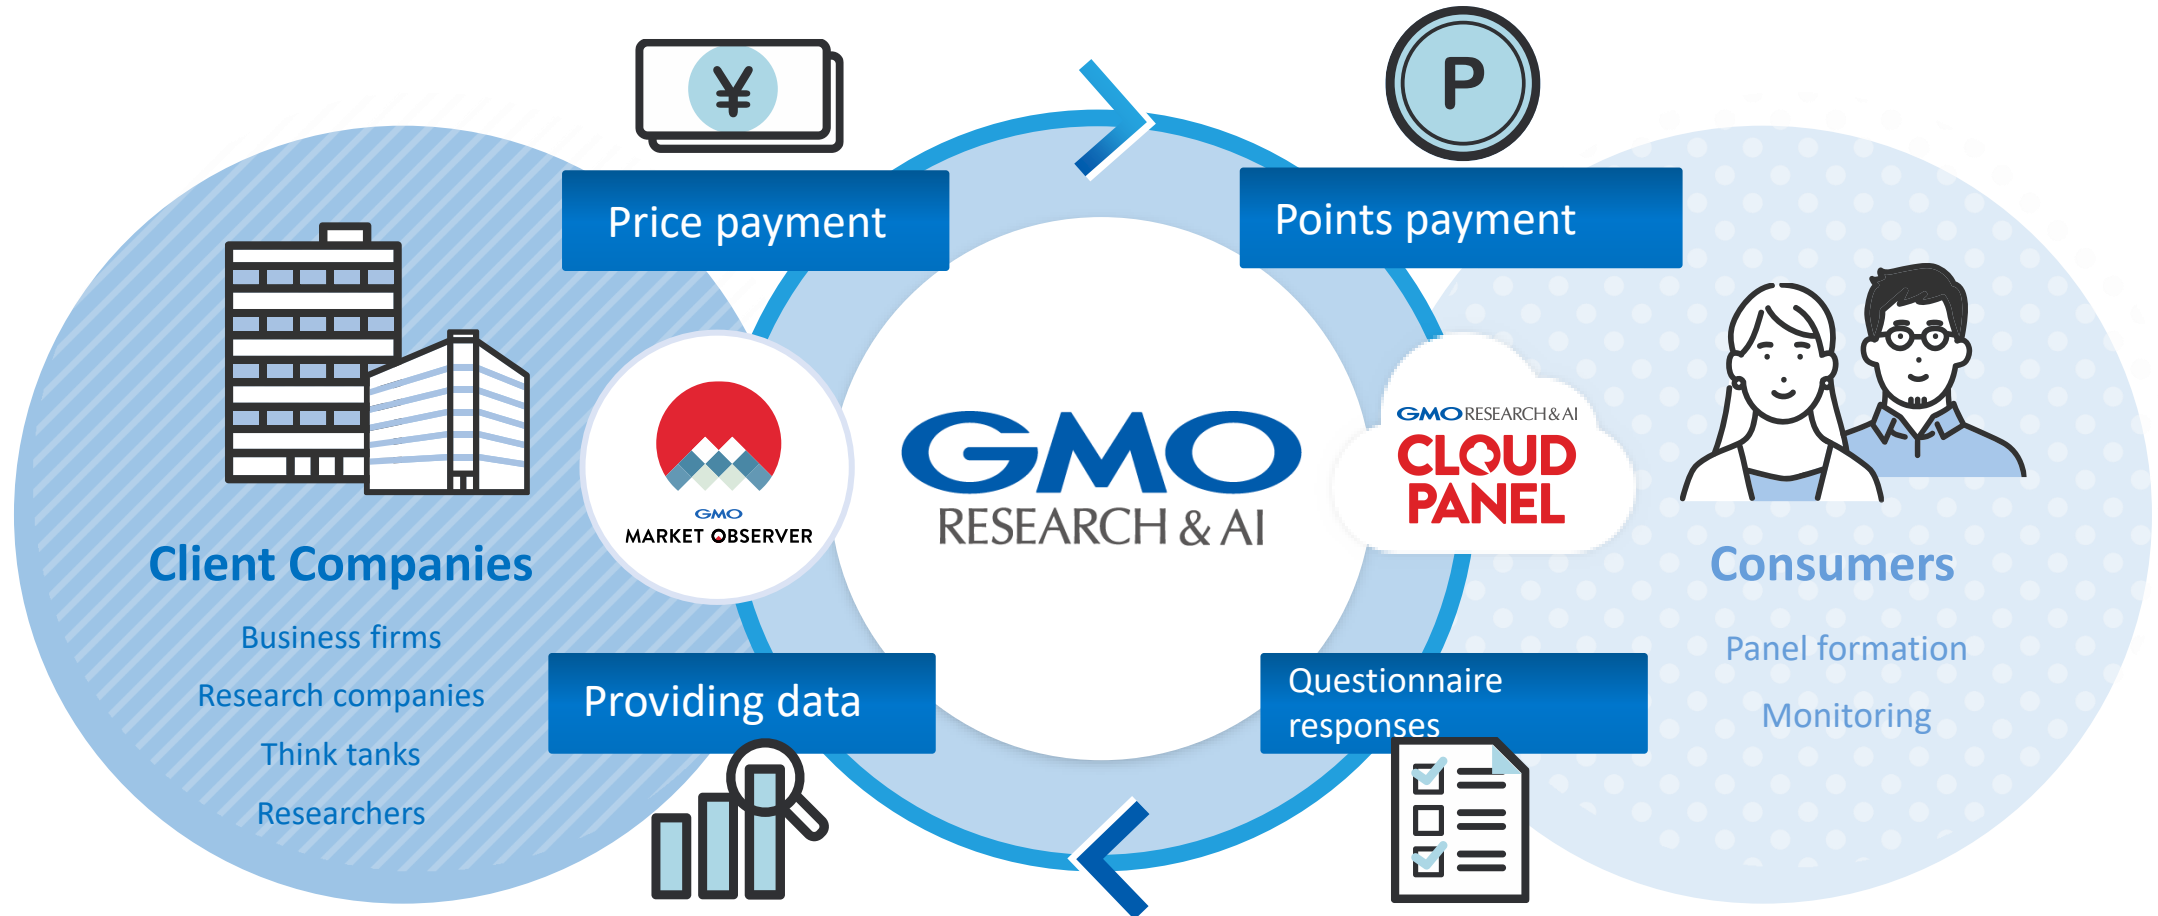 ¥
P
Price payment
Points payment
Client Companies
Business firms
Research companies
Think tanks
Researchers
GMO
MARKET OBSERVER
GMO
RESEARCH & AI
GMO RESEARCH & AI
CLOUD
PANEL
Consumers
Panel formation
Monitoring
Providing data
Questionnaire
responses